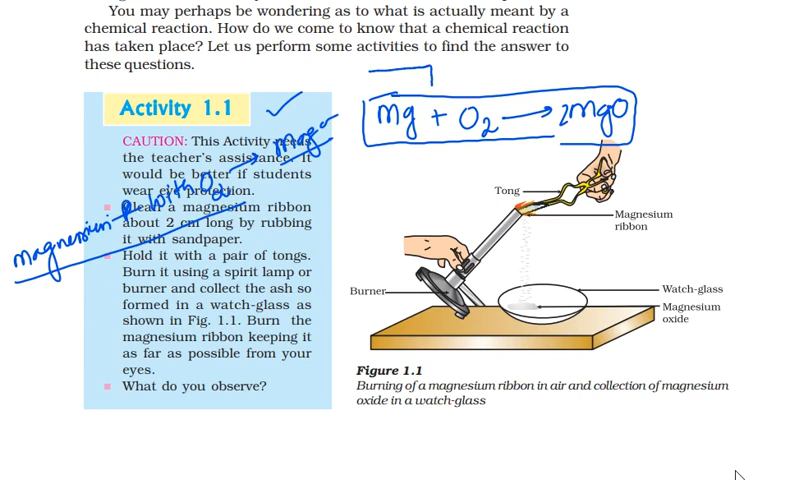 You may perhaps be wondering as to what is actually meant by a
chemical reaction. How do we come to know that a chemical reaction
has taken place? Let us perform some activities to find the answer to
these questions.
Activity 1.1
CAUTION: This Activity needs
the teacher's assistance. It
would be better if students
wear eye protection.
Clean a magnesium ribbon
about 2 cm long by rubbing
it with sandpaper.
Hold it with a pair of tongs.
Burn it using a spirit lamp or
burner and collect the ash so
formed in a watch-glass as
shown in Fig. 1.1. Burn the
magnesium ribbon keeping it
as far as possible from your
eyes.
What do you observe?
magnesium with O2 →
Mg + O2 → 2MgO
Tong
Magnesium
ribbon
Burner
Watch-glass
Magnesium
oxide
Figure 1.1
Burning of a magnesium ribbon in air and collection of magnesium
oxide in a watch-glass